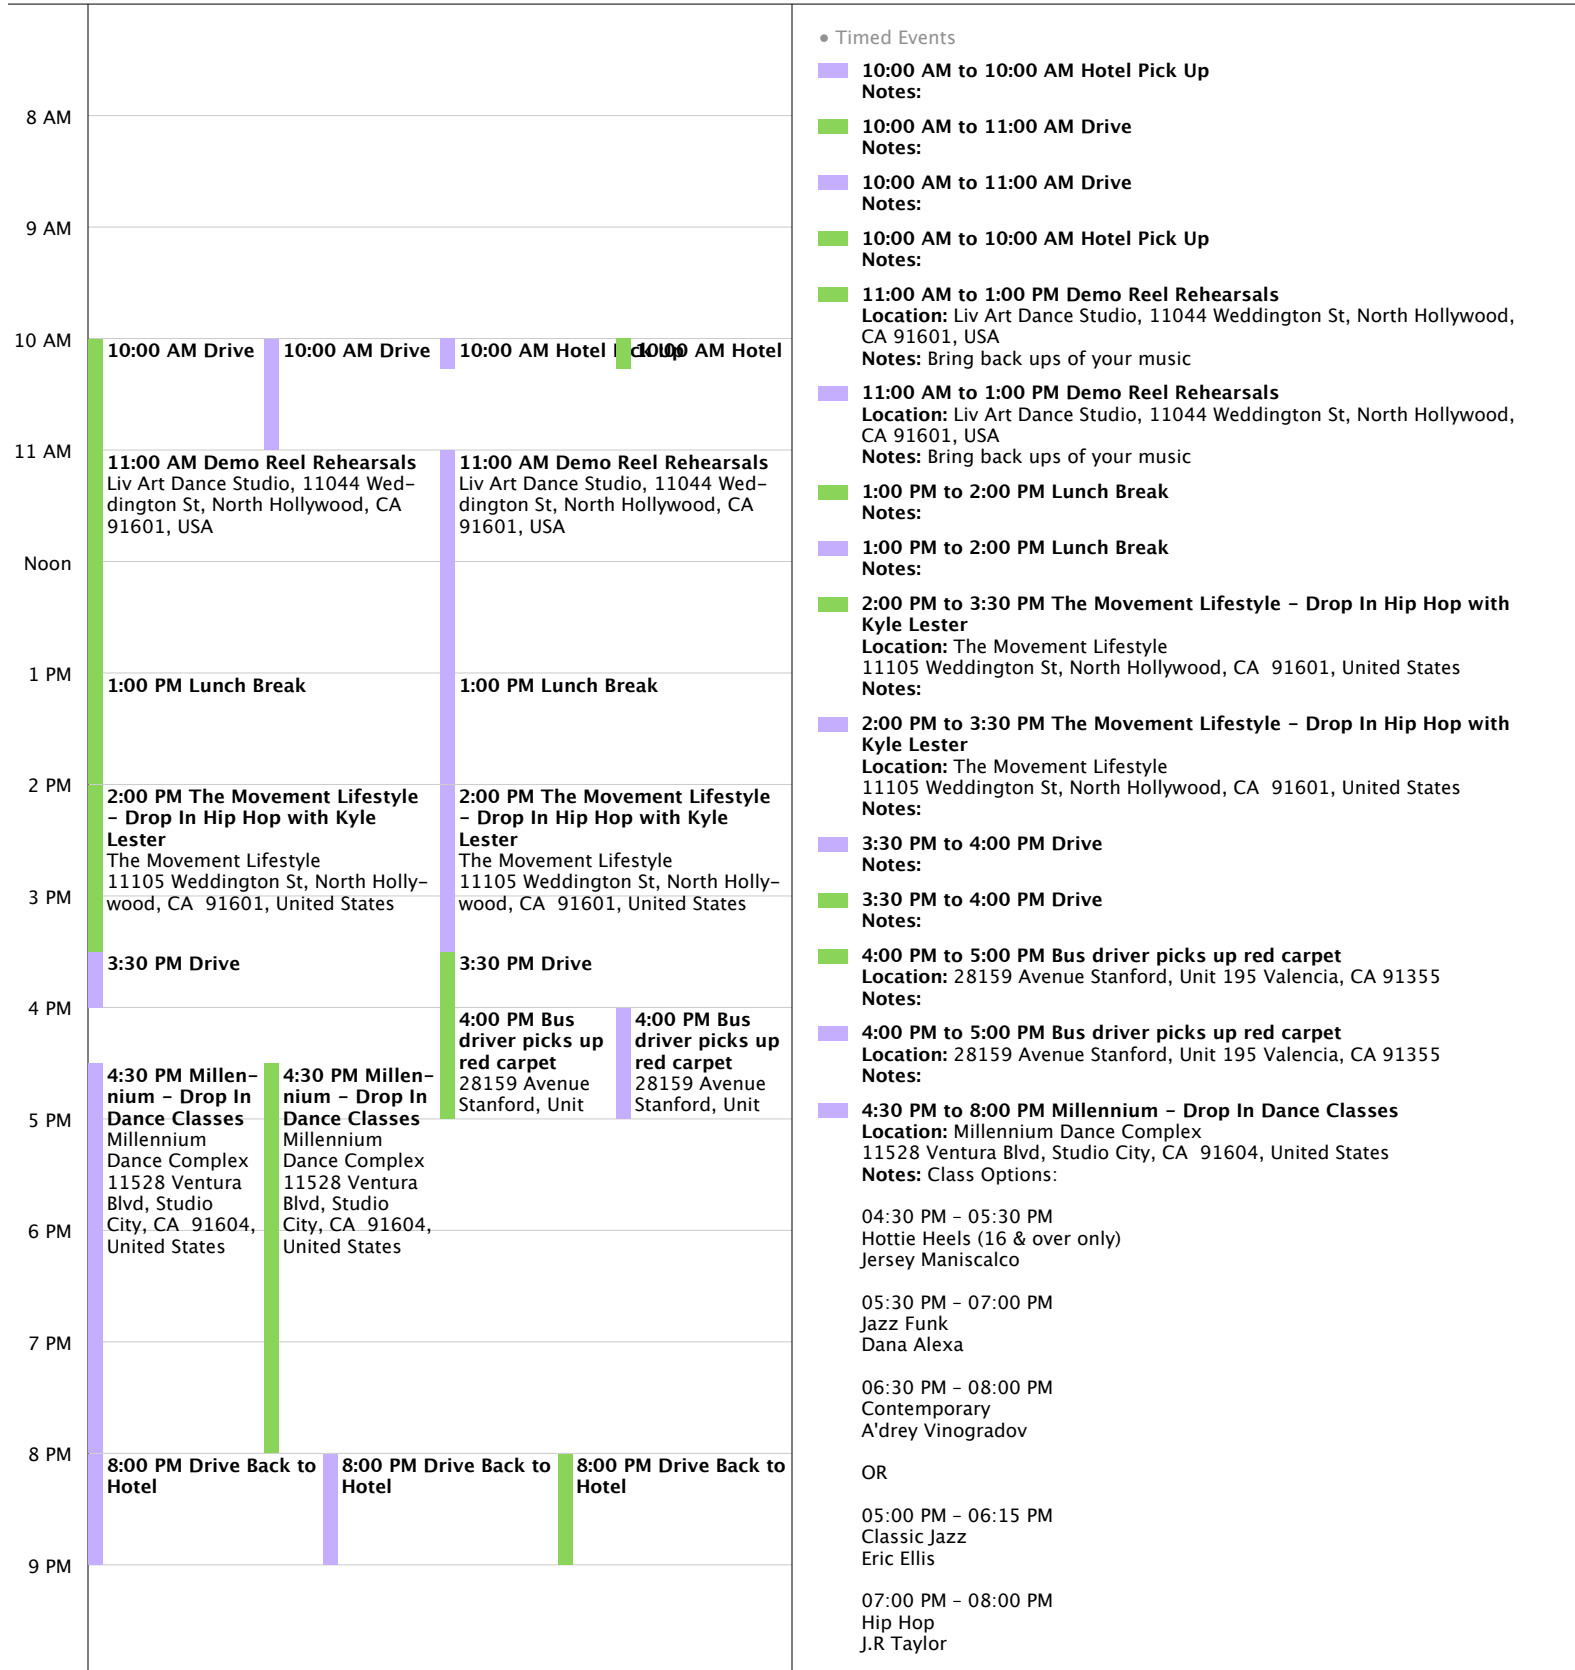 8 AM
9 AM
10 AM
11 AM
Noon
1 PM
2 PM
3 PM
4 PM
5 PM
6 PM
7 PM
8 PM
9 PM
10:00 AM Drive
10:00 AM Drive
10:00 AM Hotel Pick Up
10:00 AM Hotel
11:00 AM Demo Reel Rehearsals
Liv Art Dance Studio, 11044 Wed-
dington St, North Hollywood, CA
91601, USA
11:00 AM Demo Reel Rehearsals
Liv Art Dance Studio, 11044 Wed-
dington St, North Hollywood, CA
91601, USA
1:00 PM Lunch Break
1:00 PM Lunch Break
2:00 PM The Movement Lifestyle
- Drop In Hip Hop with Kyle
Lester
The Movement Lifestyle
11105 Weddington St, North Holly-
wood, CA  91601, United States
2:00 PM The Movement Lifestyle
- Drop In Hip Hop with Kyle
Lester
The Movement Lifestyle
11105 Weddington St, North Holly-
wood, CA  91601, United States
3:30 PM Drive
3:30 PM Drive
4:00 PM Bus
driver picks up
red carpet
28159 Avenue
Stanford, Unit
4:00 PM Bus
driver picks up
red carpet
28159 Avenue
Stanford, Unit
4:30 PM Millen-
nium - Drop In
Dance Classes
Millennium
Dance Complex
11528 Ventura
Blvd, Studio
City, CA  91604,
United States
4:30 PM Millen-
nium - Drop In
Dance Classes
Millennium
Dance Complex
11528 Ventura
Blvd, Studio
City, CA  91604,
United States
8:00 PM Drive Back to
Hotel
8:00 PM Drive Back to
Hotel
8:00 PM Drive Back to
Hotel
• Timed Events
10:00 AM to 10:00 AM Hotel Pick Up
Notes:
10:00 AM to 11:00 AM Drive
Notes:
10:00 AM to 11:00 AM Drive
Notes:
10:00 AM to 10:00 AM Hotel Pick Up
Notes:
11:00 AM to 1:00 PM Demo Reel Rehearsals
Location: Liv Art Dance Studio, 11044 Weddington St, North Hollywood,
CA 91601, USA
Notes: Bring back ups of your music
11:00 AM to 1:00 PM Demo Reel Rehearsals
Location: Liv Art Dance Studio, 11044 Weddington St, North Hollywood,
CA 91601, USA
Notes: Bring back ups of your music
1:00 PM to 2:00 PM Lunch Break
Notes:
1:00 PM to 2:00 PM Lunch Break
Notes:
2:00 PM to 3:30 PM The Movement Lifestyle - Drop In Hip Hop with
Kyle Lester
Location: The Movement Lifestyle
11105 Weddington St, North Hollywood, CA  91601, United States
Notes:
2:00 PM to 3:30 PM The Movement Lifestyle - Drop In Hip Hop with
Kyle Lester
Location: The Movement Lifestyle
11105 Weddington St, North Hollywood, CA  91601, United States
Notes:
3:30 PM to 4:00 PM Drive
Notes:
3:30 PM to 4:00 PM Drive
Notes:
4:00 PM to 5:00 PM Bus driver picks up red carpet
Location: 28159 Avenue Stanford, Unit 195 Valencia, CA 91355
Notes:
4:00 PM to 5:00 PM Bus driver picks up red carpet
Location: 28159 Avenue Stanford, Unit 195 Valencia, CA 91355
Notes:
4:30 PM to 8:00 PM Millennium - Drop In Dance Classes
Location: Millennium Dance Complex
11528 Ventura Blvd, Studio City, CA  91604, United States
Notes: Class Options:
04:30 PM - 05:30 PM
Hottie Heels (16 & over only)
Jersey Maniscalco
05:30 PM - 07:00 PM
Jazz Funk
Dana Alexa
06:30 PM - 08:00 PM
Contemporary
A'drey Vinogradov
OR
05:00 PM - 06:15 PM
Classic Jazz
Eric Ellis
07:00 PM - 08:00 PM
Hip Hop
J.R Taylor